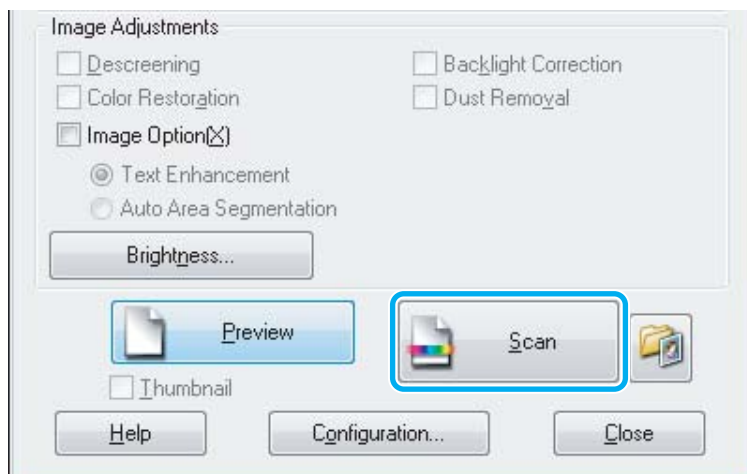 Image Adjustments
Descreening
Backlight Correction
Color Restoration
Dust Removal
Image Option(X)
Text Enhancement
Auto Area Segmentation
Brightness...
Preview
Scan
Thumbnail
Help
Configuration...
Close